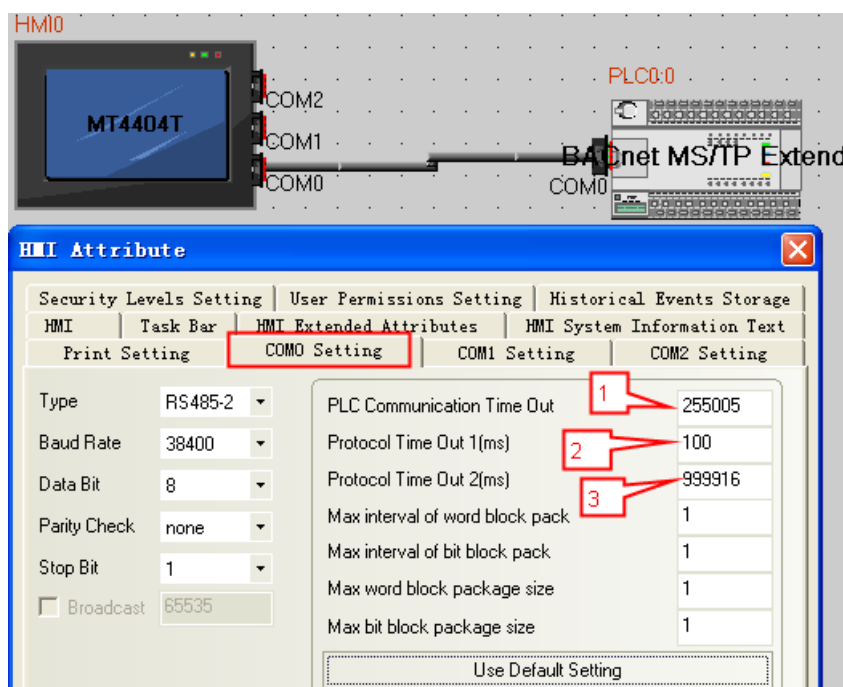 HMI0
PLC0:0
COM2
MT4404T
COM1
BACnet MS/TP Extend
COM0
COM0
HMI Attribute
Security Levels Setting User Permissions Setting Historical Events Storage
HMI Task Bar HMI Extended Attributes HMI System Information Text
Print Setting COM0 Setting COM1 Setting COM2 Setting
Type RS485-2 PLC Communication Time Out 1 255005
Baud Rate 38400 Protocol Time Out 1(ms) 2 100
Data Bit 8 Protocol Time Out 2(ms) 3 999916
Parity Check none Max interval of word block pack 1
Stop Bit 1 Max interval of bit block pack 1
Broadcast 65535 Max word block package size 1
Max bit block package size 1
Use Default Setting